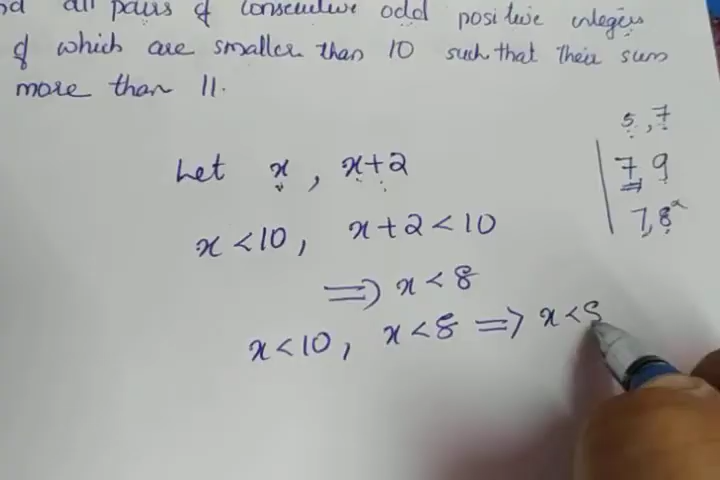 all pairs of consecutive odd positive integers
of which are smaller than 10 such that their sum
more than 11.
5, 7
Let x, x+2
7, 9
7, 8 x
x < 10, x + 2 < 10
⟹ x < 8
x < 10, x < 8 ⟹ x <